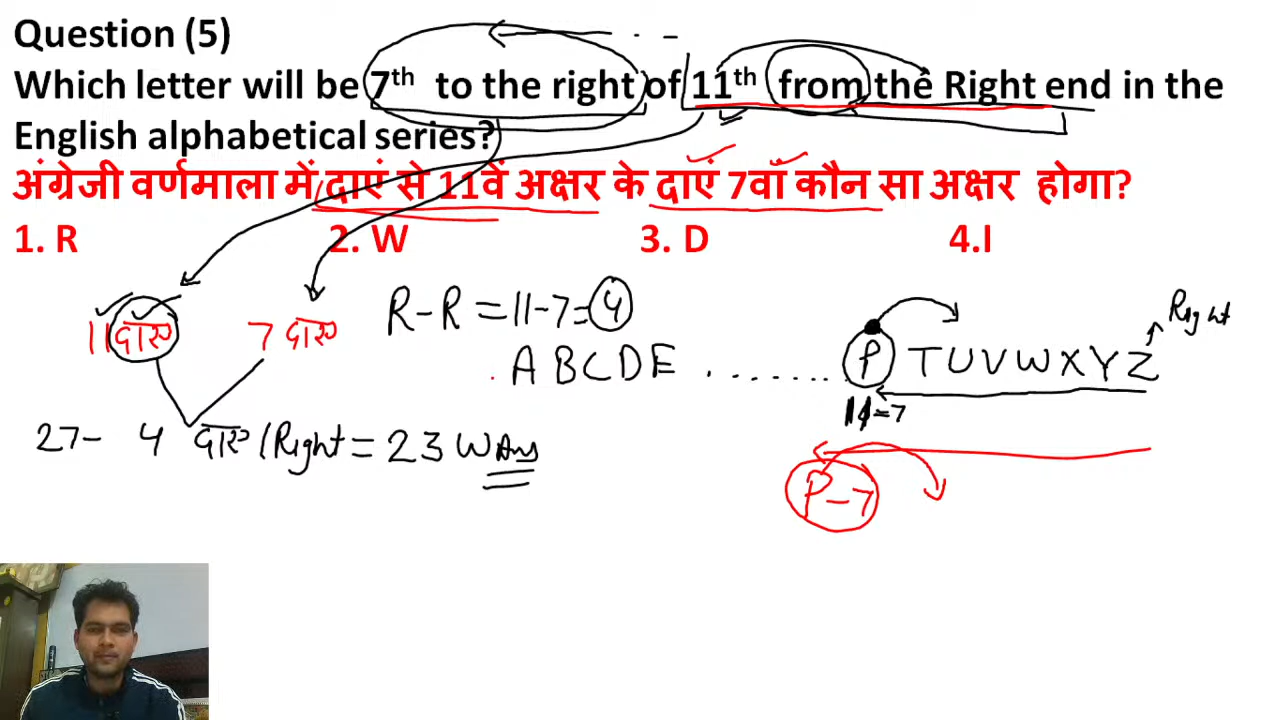 Question (5)
Which letter will be 7th to the right of 11th from the Right end in the
English alphabetical series?
अंग्रेजी वर्णमाला में दाएं से 11वें अक्षर के दाएं 7वाँ कौन सा अक्षर होगा?
1. R 2. W 3. D 4.I
R-R = 11-7= 4
Right
11 दाए 7 दाए
A B C D E ........... P T U V W X Y Z
11=7
27- 4 दाए / Right = 23 W Ans
P-7